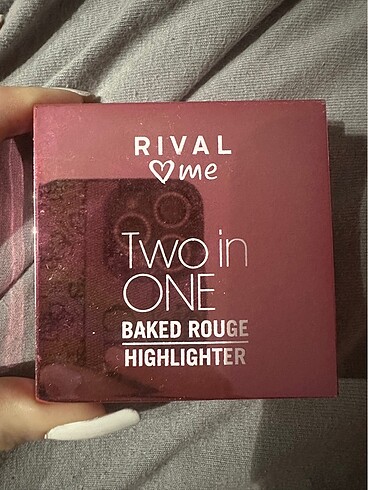 RIVAL
♡me
Two in
ONE
BAKED ROUGE
HIGHLIGHTER